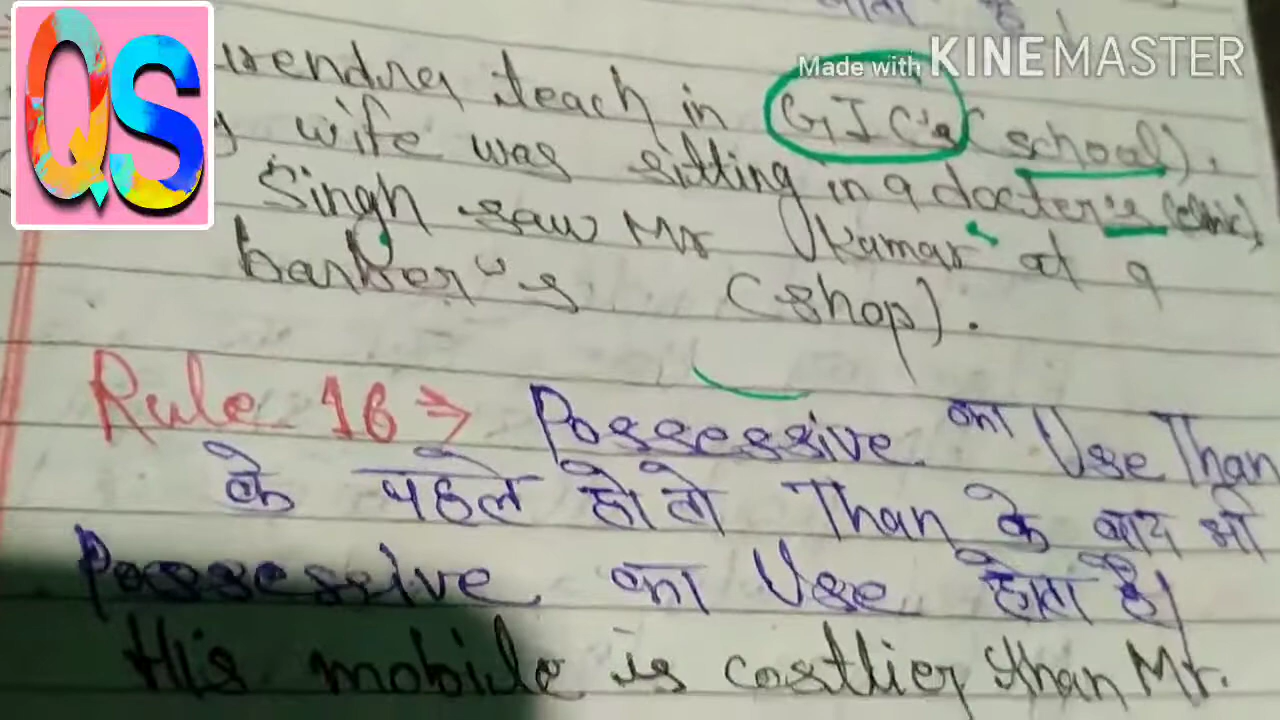 QS
Made with KINEMASTER
urendra teach in GIC's (school).
wife was sitting in a docter's (clinic)
Singh saw Mr Kumar at a
barber's (shop).
Rule 16 ⇒ Possessive का Use Than
के पहले हो तो Than के बाद भी
Possessive का Use होता है।
His mobile is costlier than Mr.